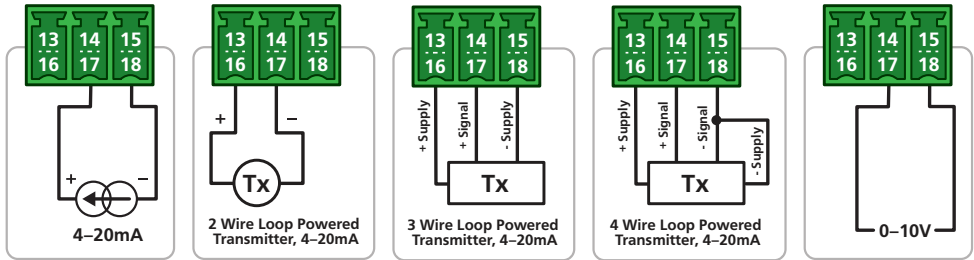 13 14 15
16 17 18
+ −
4–20mA
13 14 15
16 17 18
+ −
Tx
2 Wire Loop Powered
Transmitter, 4–20mA
13 14 15
16 17 18
+ Supply
+ Signal
- Supply
Tx
3 Wire Loop Powered
Transmitter, 4–20mA
13 14 15
16 17 18
+ Supply
+ Signal
- Signal
- Supply
Tx
4 Wire Loop Powered
Transmitter, 4–20mA
13 14 15
16 17 18
0–10V